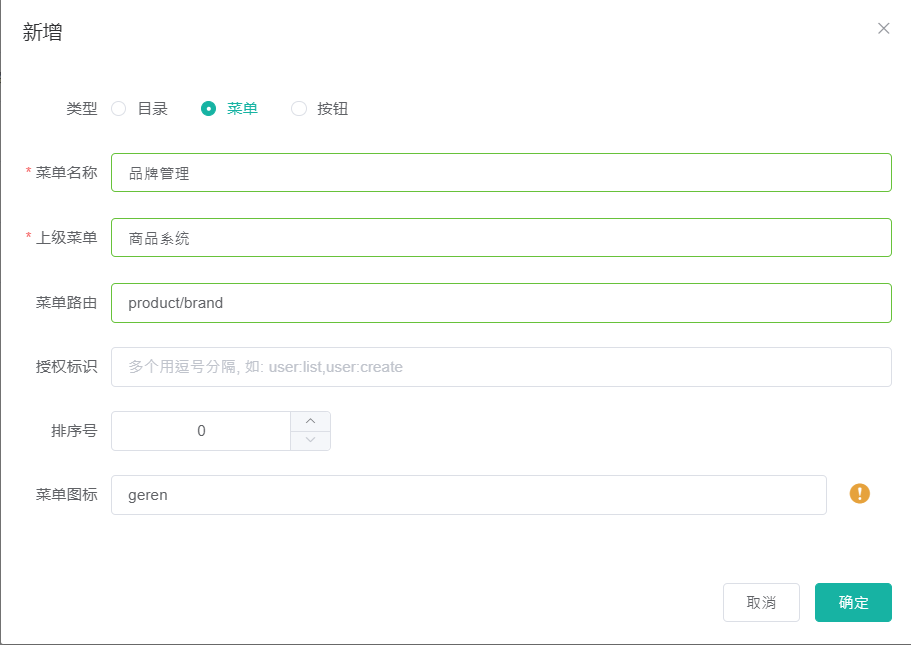 新增
类型 目录 菜单 按钮
* 菜单名称 品牌管理
* 上级菜单 商品系统
菜单路由 product/brand
授权标识 多个用逗号分隔, 如: user:list,user:create
排序号 0
菜单图标 geren
取消 确定